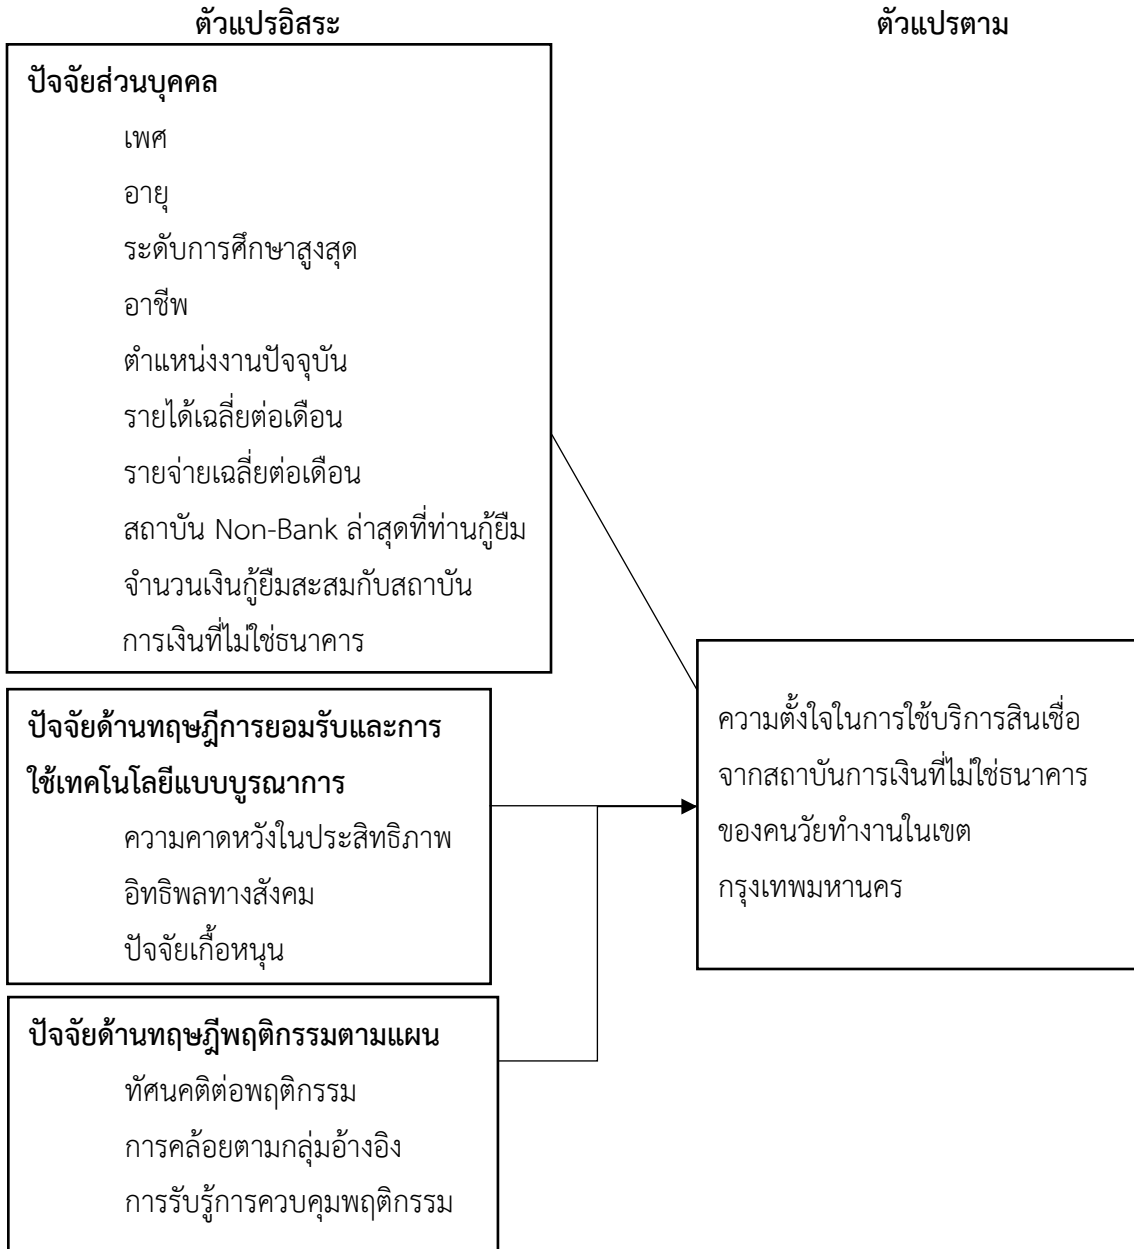 ตัวแปรอิสระ
ตัวแปรตาม
ปัจจัยส่วนบุคคล
เพศ
อายุ
ระดับการศึกษาสูงสุด
อาชีพ
ตำแหน่งงานปัจจุบัน
รายได้เฉลี่ยต่อเดือน
รายจ่ายเฉลี่ยต่อเดือน
สถาบัน Non-Bank ล่าสุดที่ท่านกู้ยืม
จำนวนเงินกู้ยืมสะสมกับสถาบัน
การเงินที่ไม่ใช่ธนาคาร
ปัจจัยด้านทฤษฎีการยอมรับและการ
ใช้เทคโนโลยีแบบบูรณาการ
ความคาดหวังในประสิทธิภาพ
อิทธิพลทางสังคม
ปัจจัยเกื้อหนุน
ปัจจัยด้านทฤษฎีพฤติกรรมตามแผน
ทัศนคติต่อพฤติกรรม
การคล้อยตามกลุ่มอ้างอิง
การรับรู้การควบคุมพฤติกรรม
ความตั้งใจในการใช้บริการสินเชื่อ
จากสถาบันการเงินที่ไม่ใช่ธนาคาร
ของคนวัยทำงานในเขต
กรุงเทพมหานคร